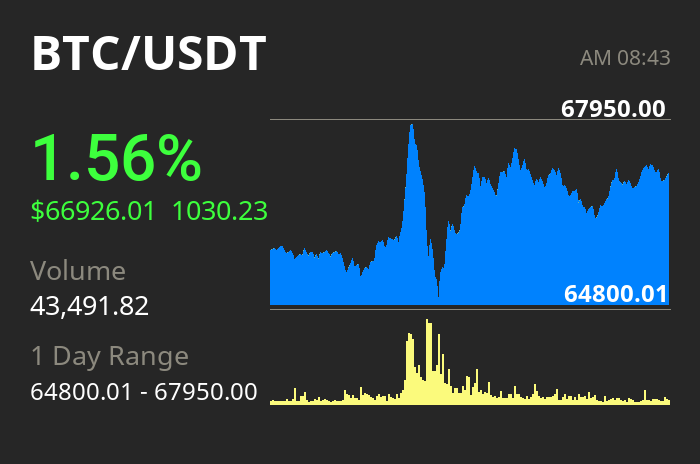 BTC/USDT
AM 08:43
67950.00
1.56%
$66926.01 1030.23
Volume
43,491.82
64800.01
1 Day Range
64800.01 - 67950.00